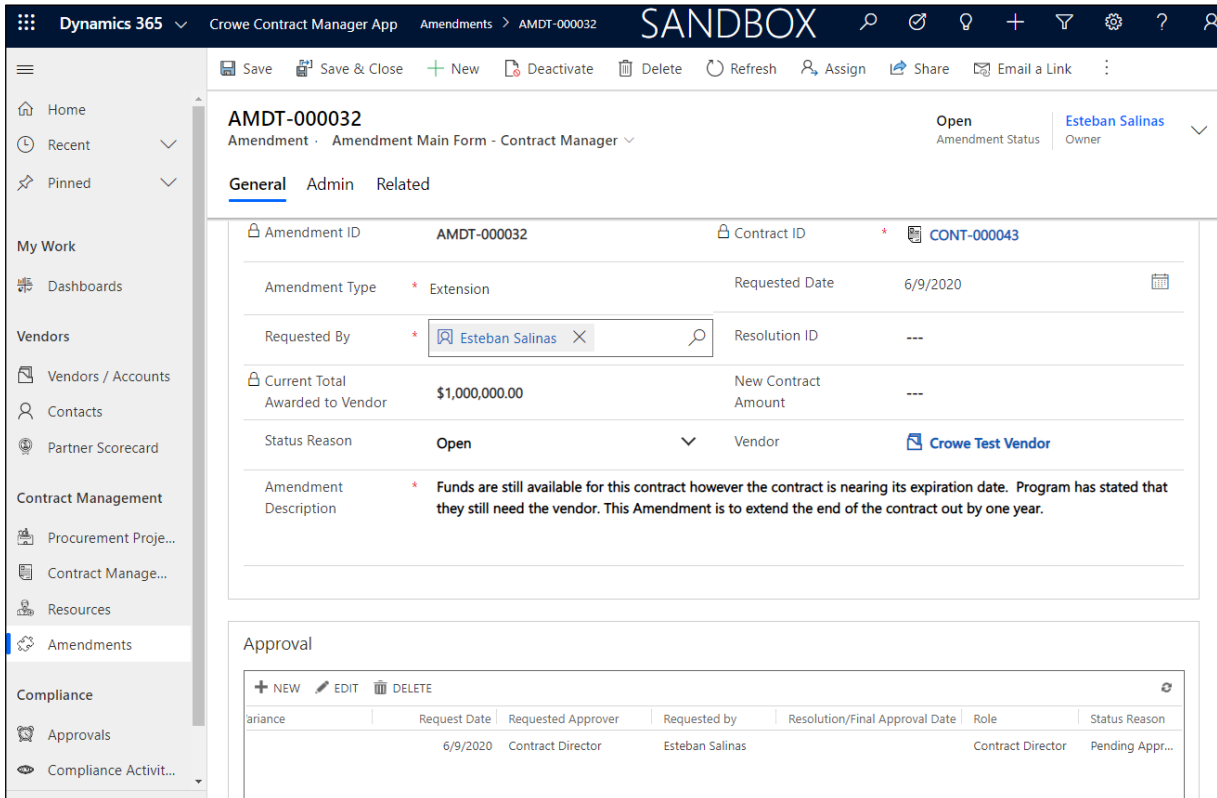 Dynamics 365 Crowe Contract Manager App Amendments > AMDT-000032 SANDBOX
Save Save & Close New Deactivate Delete Refresh Assign Share Email a Link
Home
Recent
Pinned
My Work
Dashboards
Vendors
Vendors / Accounts
Contacts
Partner Scorecard
Contract Management
Procurement Proje...
Contract Manage...
Resources
Amendments
Compliance
Approvals
Compliance Activit...
AMDT-000032
Amendment · Amendment Main Form - Contract Manager
Open
Amendment Status
Esteban Salinas
Owner
General Admin Related
Amendment ID AMDT-000032 Contract ID * CONT-000043
Amendment Type * Extension Requested Date 6/9/2020
Requested By * Esteban Salinas Resolution ID ---
Current Total
Awarded to Vendor $1,000,000.00
New Contract
Amount ---
Status Reason Open Vendor Crowe Test Vendor
Amendment
Description *
Funds are still available for this contract however the contract is nearing its expiration date. Program has stated that
they still need the vendor. This Amendment is to extend the end of the contract out by one year.
Approval
NEW EDIT DELETE
ariance Request Date Requested Approver Requested by Resolution/Final Approval Date Role Status Reason
6/9/2020 Contract Director Esteban Salinas Contract Director Pending Appr...